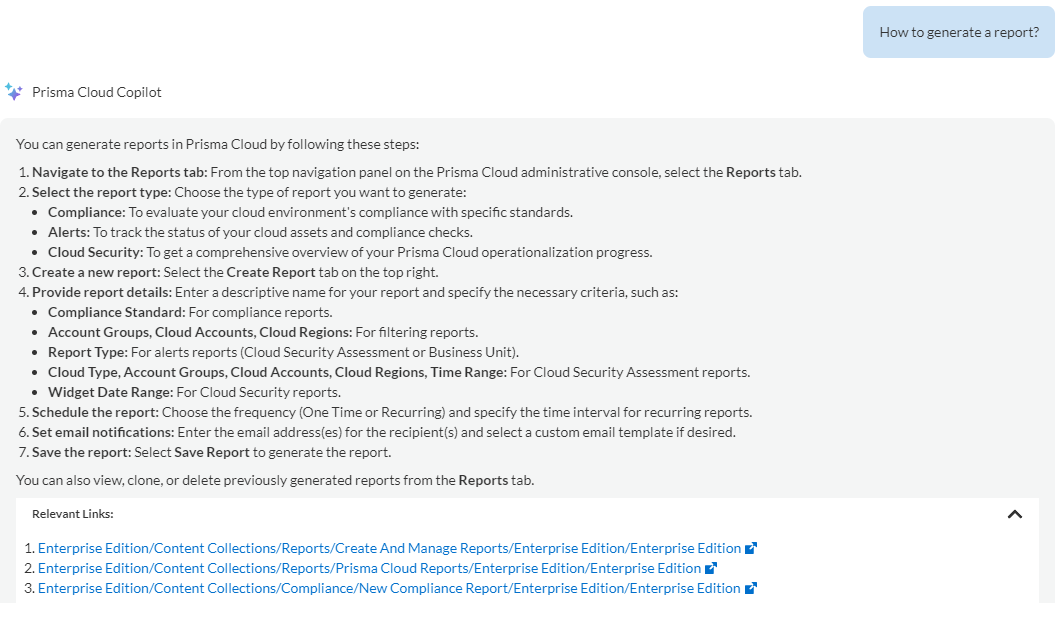 How to generate a report?
Prisma Cloud Copilot
You can generate reports in Prisma Cloud by following these steps:
1. Navigate to the Reports tab: From the top navigation panel on the Prisma Cloud administrative console, select the Reports tab.
2. Select the report type: Choose the type of report you want to generate:
• Compliance: To evaluate your cloud environment's compliance with specific standards.
• Alerts: To track the status of your cloud assets and compliance checks.
• Cloud Security: To get a comprehensive overview of your Prisma Cloud operationalization progress.
3. Create a new report: Select the Create Report tab on the top right.
4. Provide report details: Enter a descriptive name for your report and specify the necessary criteria, such as:
• Compliance Standard: For compliance reports.
• Account Groups, Cloud Accounts, Cloud Regions: For filtering reports.
• Report Type: For alerts reports (Cloud Security Assessment or Business Unit).
• Cloud Type, Account Groups, Cloud Accounts, Cloud Regions, Time Range: For Cloud Security Assessment reports.
• Widget Date Range: For Cloud Security reports.
5. Schedule the report: Choose the frequency (One Time or Recurring) and specify the time interval for recurring reports.
6. Set email notifications: Enter the email address(es) for the recipient(s) and select a custom email template if desired.
7. Save the report: Select Save Report to generate the report.
You can also view, clone, or delete previously generated reports from the Reports tab.
Relevant Links:
1. Enterprise Edition/Content Collections/Reports/Create And Manage Reports/Enterprise Edition/Enterprise Edition
2. Enterprise Edition/Content Collections/Reports/Prisma Cloud Reports/Enterprise Edition/Enterprise Edition
3. Enterprise Edition/Content Collections/Compliance/New Compliance Report/Enterprise Edition/Enterprise Edition